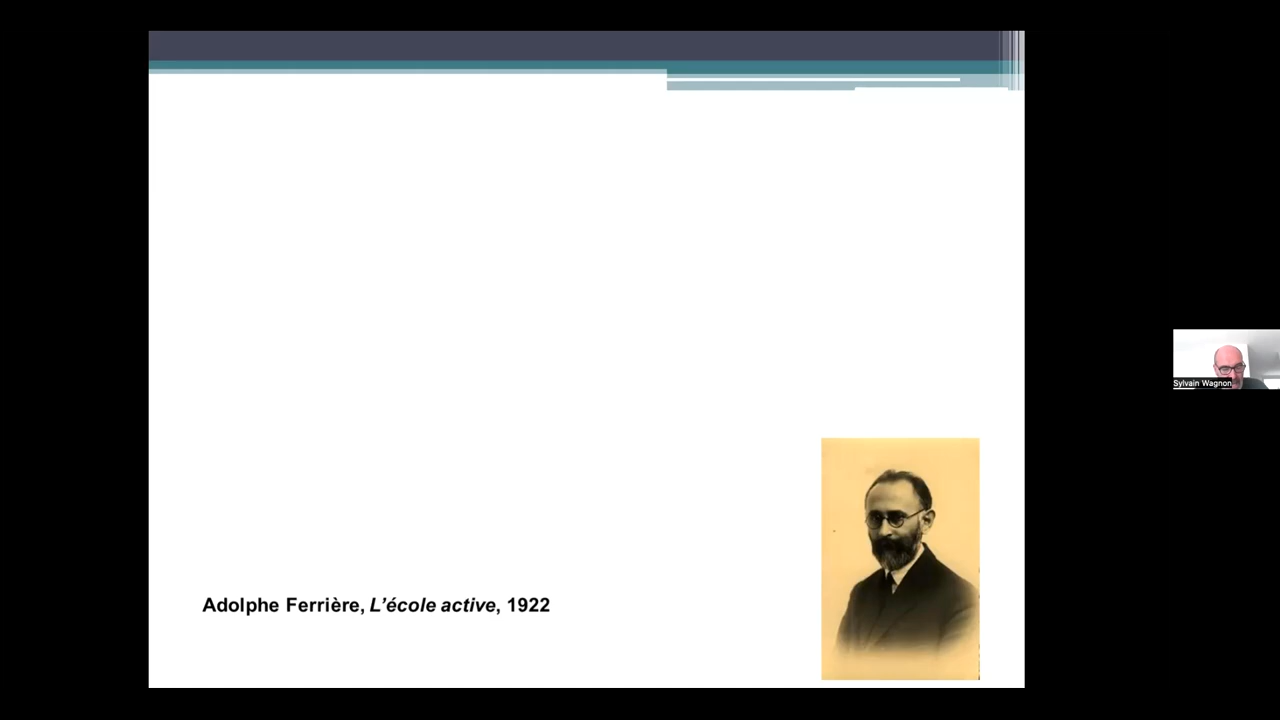 Adolphe Ferrière, L’école active, 1922
Sylvain Wagnon